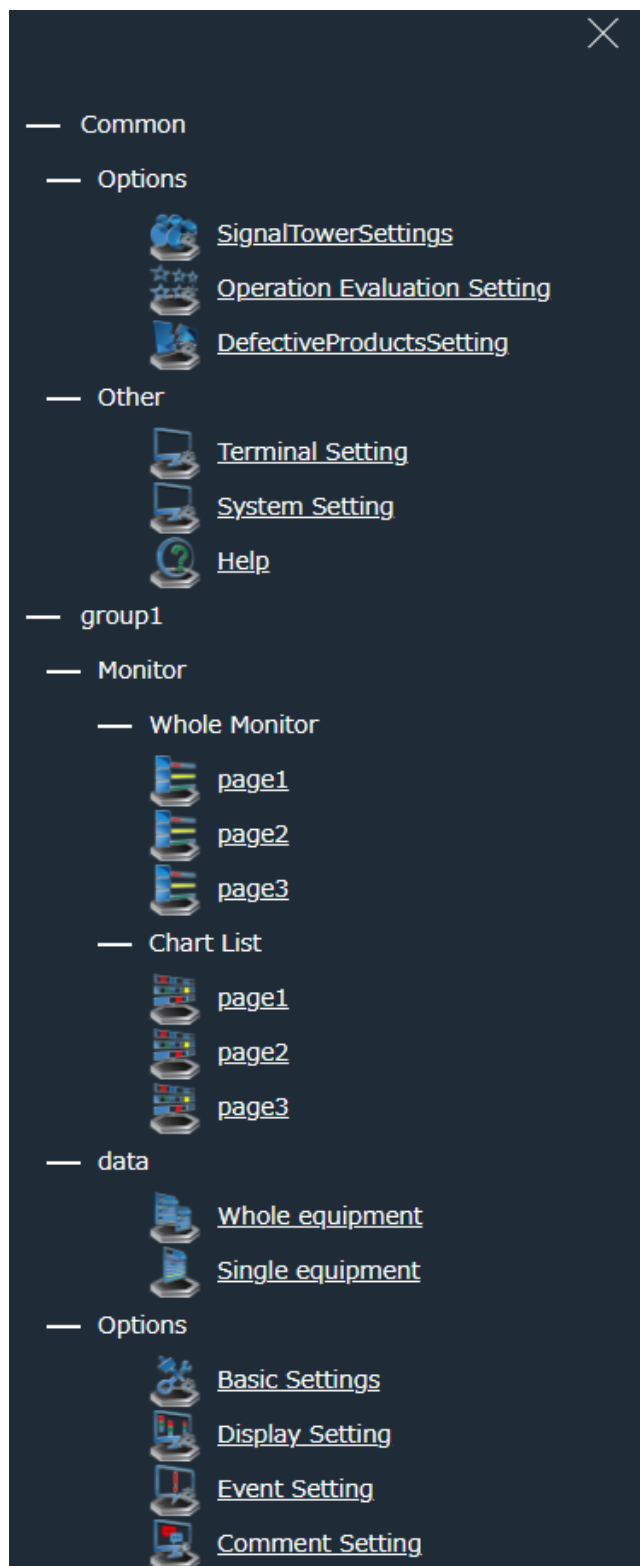 Common
Options
SignalTowerSettings
Operation Evaluation Setting
DefectiveProductsSetting
Other
Terminal Setting
System Setting
Help
group1
Monitor
Whole Monitor
page1
page2
page3
Chart List
page1
page2
page3
data
Whole equipment
Single equipment
Options
Basic Settings
Display Setting
Event Setting
Comment Setting